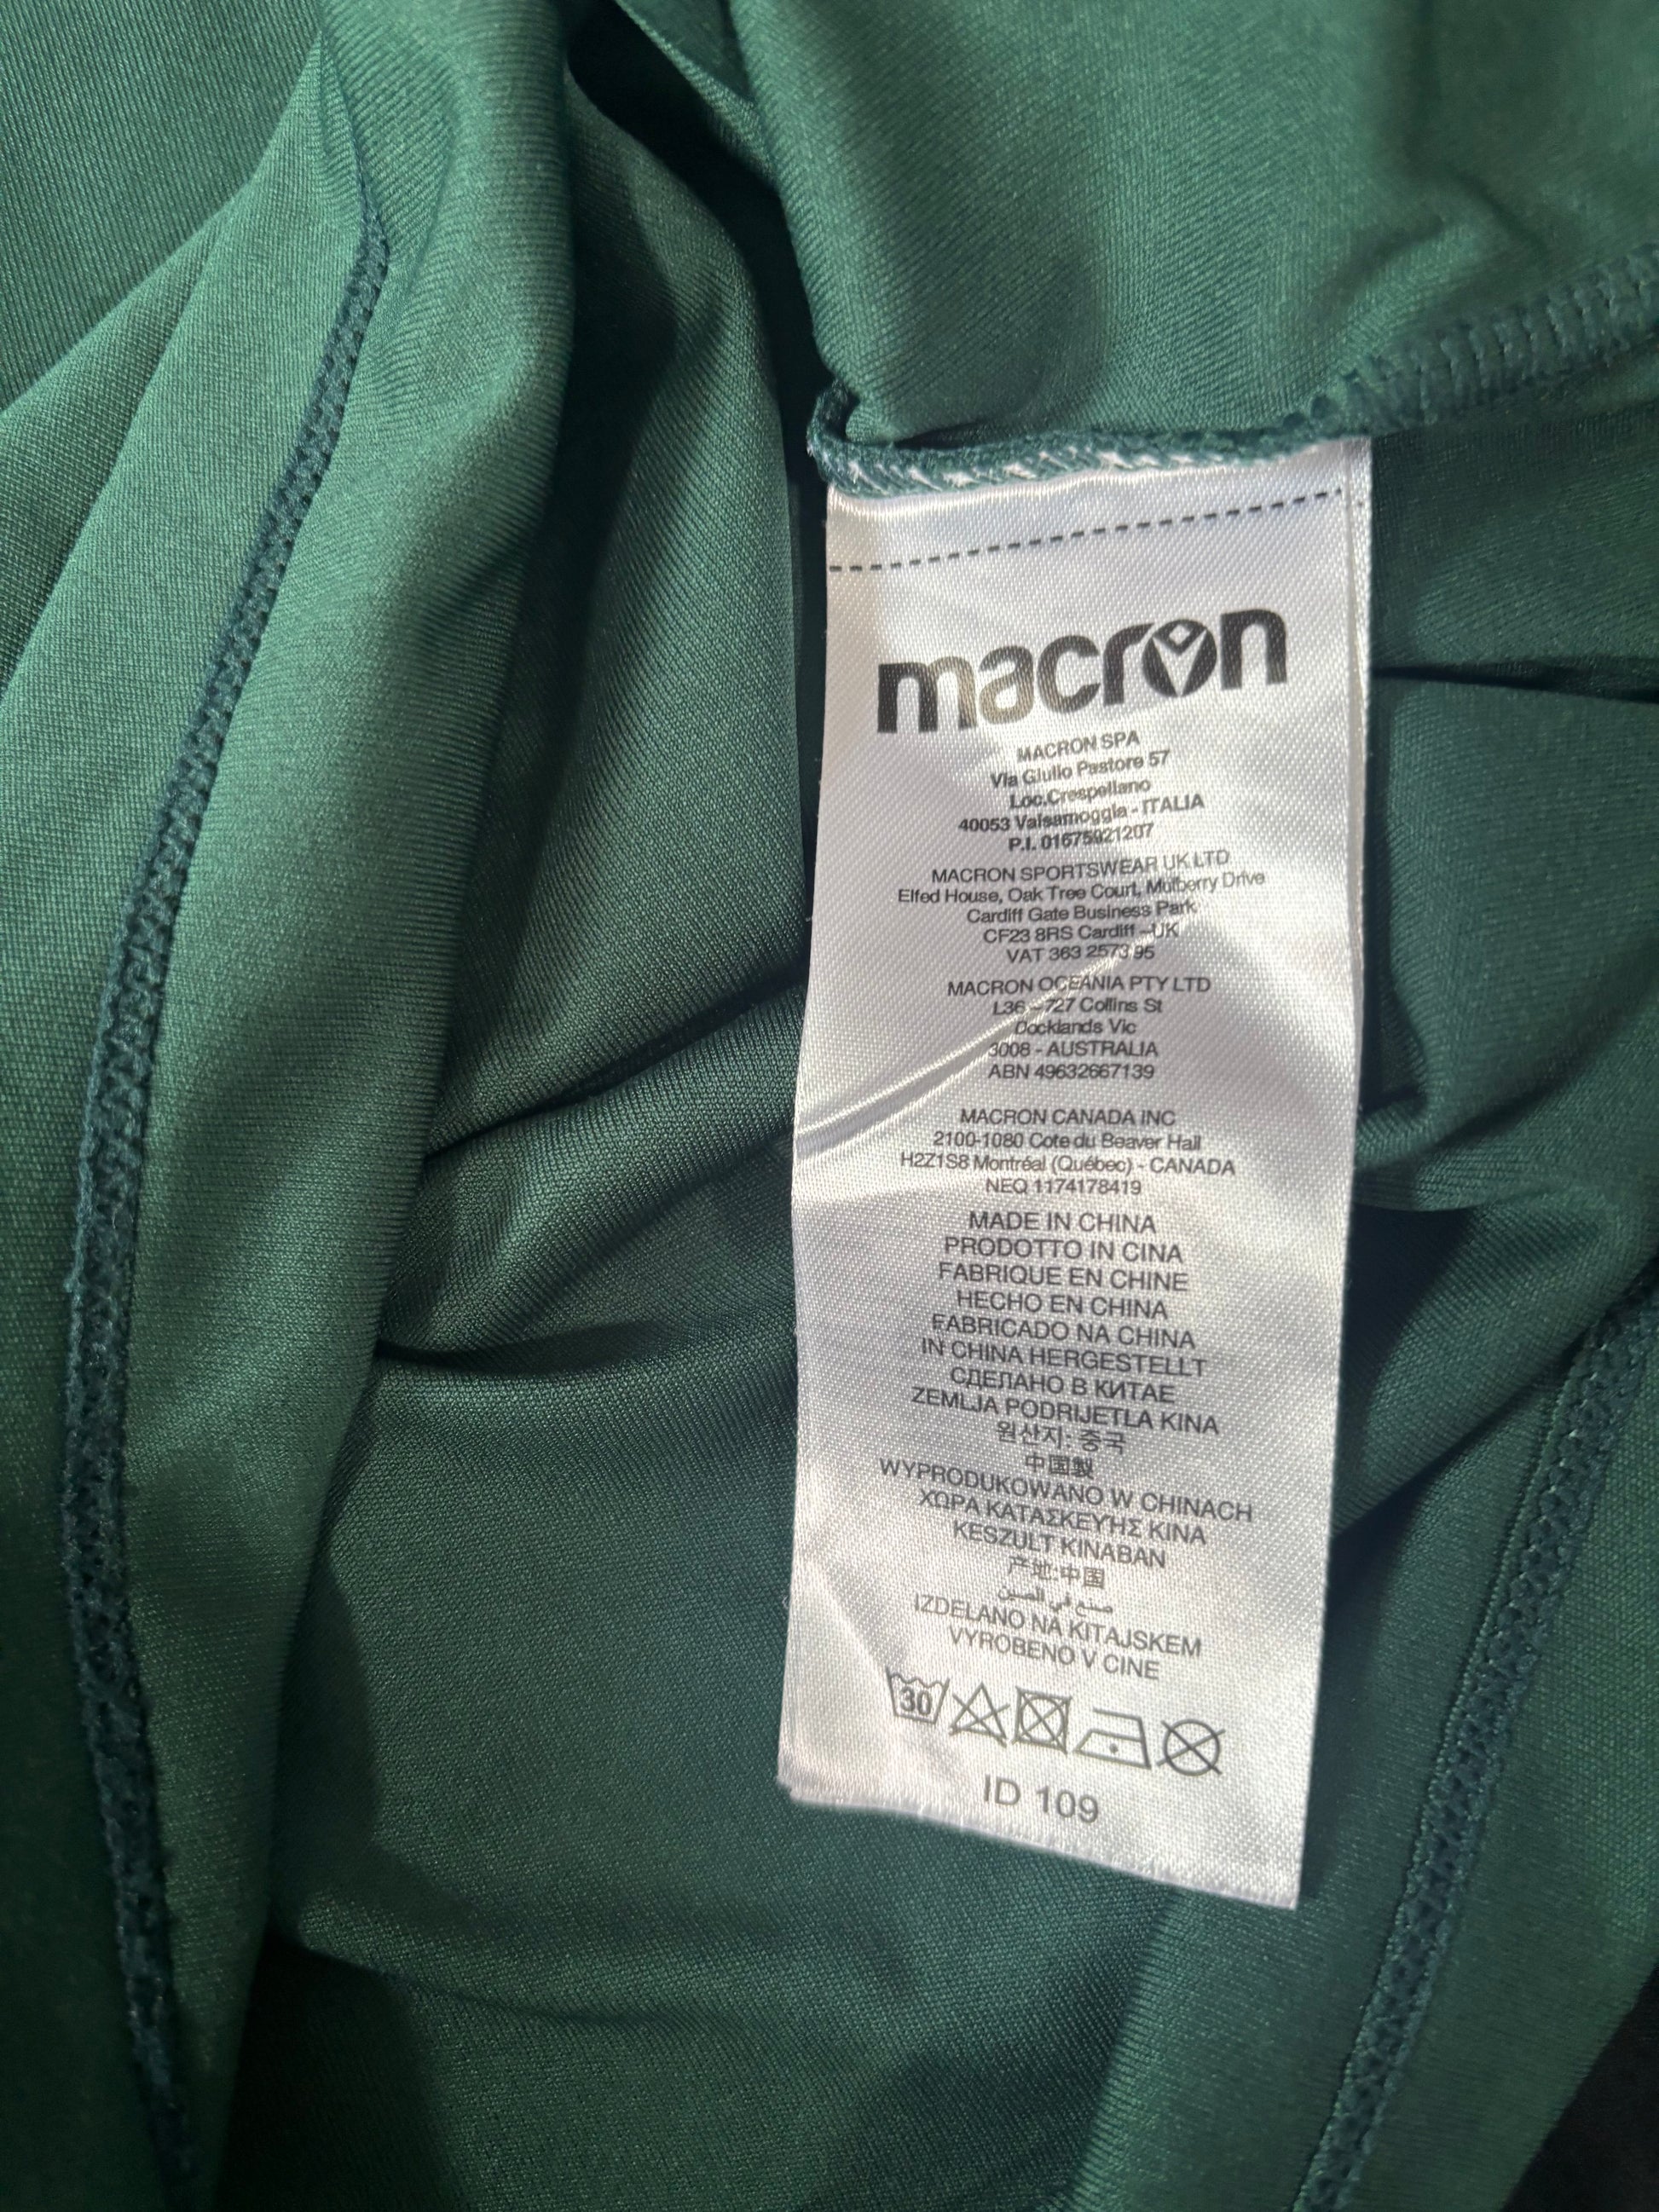 macron
MACRON SPA
Via Giulio Pastore 57
Loc.Crespellano
40053 Valsamoggia - ITALIA
P.I. 01675921207
MACRON SPORTSWEAR UK LTD
Elfed House, Oak Tree Court, Mulberry Drive
Cardiff Gate Business Park
CF23 8RS Cardiff -UK
VAT 363 2573 95
MACRON OCEANIA PTY LTD
L36 - 727 Collins St
Docklands Vic
3008 - AUSTRALIA
ABN 49632667139
MACRON CANADA INC
2100-1080 Cote du Beaver Hall
H2Z1S8 Montréal (Québec) - CANADA
NEQ 1174178419
MADE IN CHINA
PRODOTTO IN CINA
FABRIQUE EN CHINE
HECHO EN CHINA
FABRICADO NA CHINA
IN CHINA HERGESTELLT
СДЕЛАНО В КИТАЕ
ZEMLJA PODRIJETLA KINA
원산지: 중국
中国製
WYPRODUKOWANO W CHINACH
ΧΩΡΑ ΚΑΤΑΣΚΕΥΗΣ ΚΙΝΑ
KESZULT KINABAN
产地:中国
صنع في الصين
IZDELANO NA KITAJSKEM
VYROBENO V CINE
30
ID 109